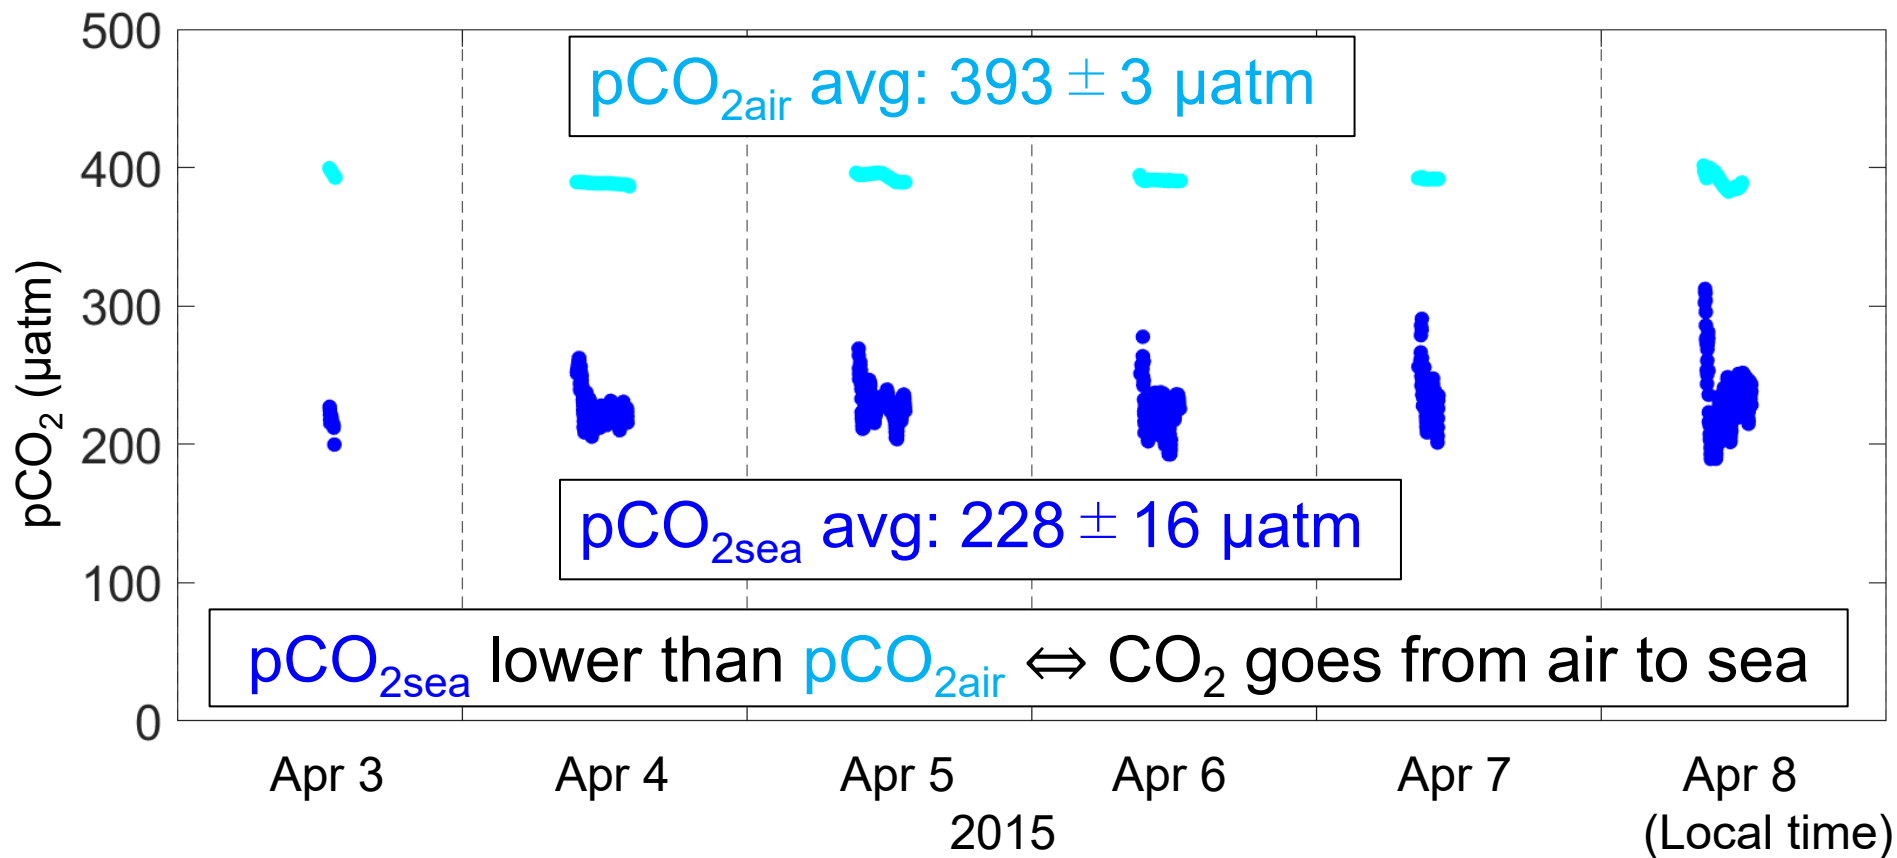 500
pCO₂air avg: 393 ± 3 µatm
400
300
pCO₂ (µatm)
200
pCO₂sea avg: 228 ± 16 µatm
100
pCO₂sea lower than pCO₂air ⇔ CO₂ goes from air to sea
0
Apr 3 Apr 4 Apr 5 Apr 6 Apr 7 Apr 8
2015 (Local time)